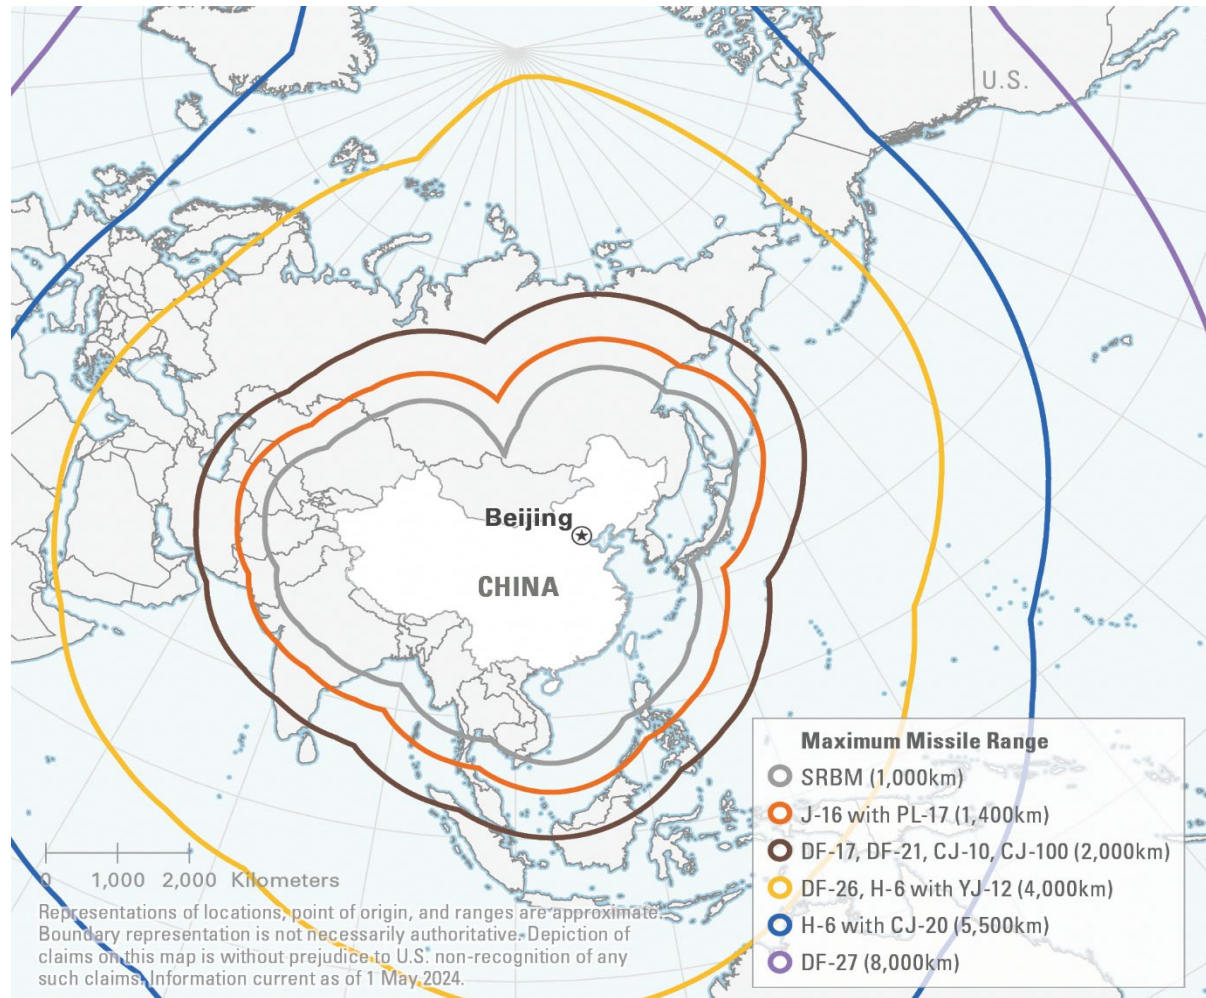 U.S.
Beijing
CHINA
Maximum Missile Range
SRBM (1,000km)
J-16 with PL-17 (1,400km)
DF-17, DF-21, CJ-10, CJ-100 (2,000km)
DF-26, H-6 with YJ-12 (4,000km)
H-6 with CJ-20 (5,500km)
DF-27 (8,000km)
0 1,000 2,000 Kilometers
Representations of locations, point of origin, and ranges are approximate.
Boundary representation is not necessarily authoritative. Depiction of
claims on this map is without prejudice to U.S. non-recognition of any
such claims. Information current as of 1 May 2024.